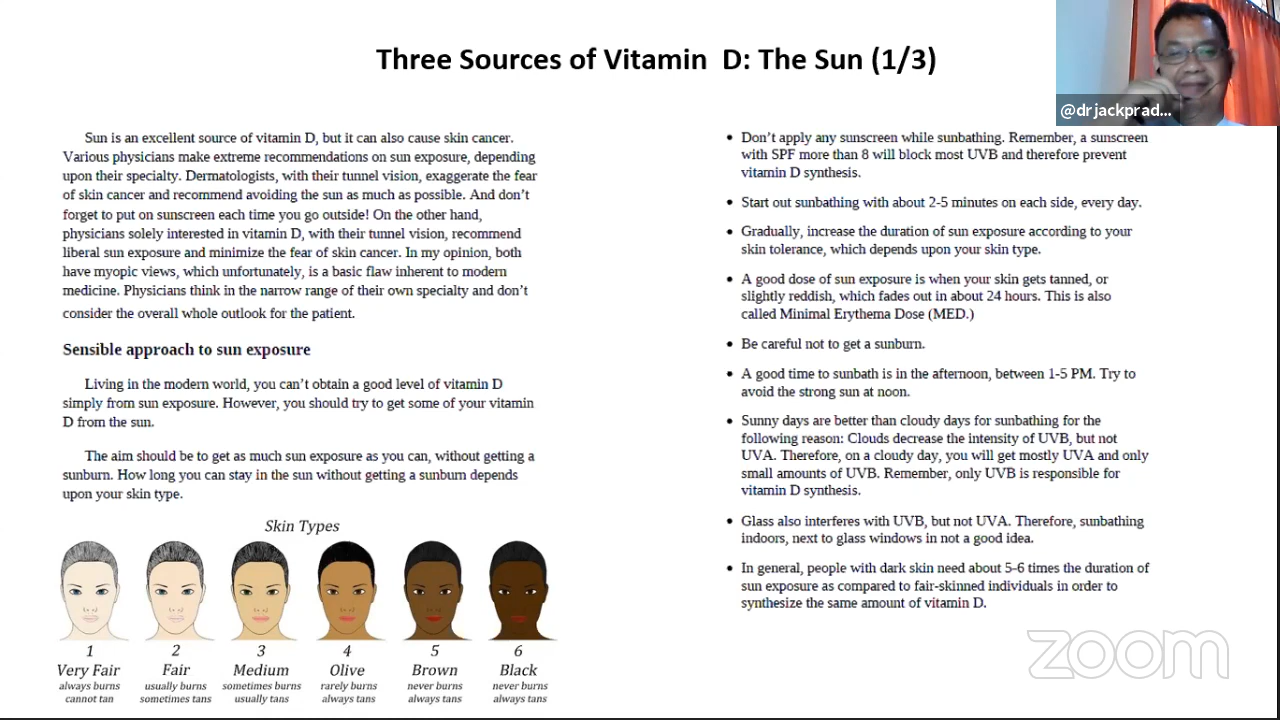 Three Sources of Vitamin D: The Sun (1/3)
@drjackprad...
Sun is an excellent source of vitamin D, but it can also cause skin cancer.
Various physicians make extreme recommendations on sun exposure, depending
upon their specialty. Dermatologists, with their tunnel vision, exaggerate the fear
of skin cancer and recommend avoiding the sun as much as possible. And don't
forget to put on sunscreen each time you go outside! On the other hand,
physicians solely interested in vitamin D, with their tunnel vision, recommend
liberal sun exposure and minimize the fear of skin cancer. In my opinion, both
have myopic views, which unfortunately, is a basic flaw inherent to modern
medicine. Physicians think in the narrow range of their own specialty and don't
consider the overall whole outlook for the patient.
Sensible approach to sun exposure
Living in the modern world, you can't obtain a good level of vitamin D
simply from sun exposure. However, you should try to get some of your vitamin
D from the sun.
The aim should be to get as much sun exposure as you can, without getting a
sunburn. How long you can stay in the sun without getting a sunburn depends
upon your skin type.
Skin Types
1 2 3 4 5 6
Very Fair Fair Medium Olive Brown Black
always burns usually burns sometimes burns rarely burns never burns never burns
cannot tan sometimes tans usually tans always tans always tans always tans
• Don't apply any sunscreen while sunbathing. Remember, a sunscreen
with SPF more than 8 will block most UVB and therefore prevent
vitamin D synthesis.
• Start out sunbathing with about 2-5 minutes on each side, every day.
• Gradually, increase the duration of sun exposure according to your
skin tolerance, which depends upon your skin type.
• A good dose of sun exposure is when your skin gets tanned, or
slightly reddish, which fades out in about 24 hours. This is also
called Minimal Erythema Dose (MED.)
• Be careful not to get a sunburn.
• A good time to sunbath is in the afternoon, between 1-5 PM. Try to
avoid the strong sun at noon.
• Sunny days are better than cloudy days for sunbathing for the
following reason: Clouds decrease the intensity of UVB, but not
UVA. Therefore, on a cloudy day, you will get mostly UVA and only
small amounts of UVB. Remember, only UVB is responsible for
vitamin D synthesis.
• Glass also interferes with UVB, but not UVA. Therefore, sunbathing
indoors, next to glass windows in not a good idea.
• In general, people with dark skin need about 5-6 times the duration of
sun exposure as compared to fair-skinned individuals in order to
synthesize the same amount of vitamin D.
zoom